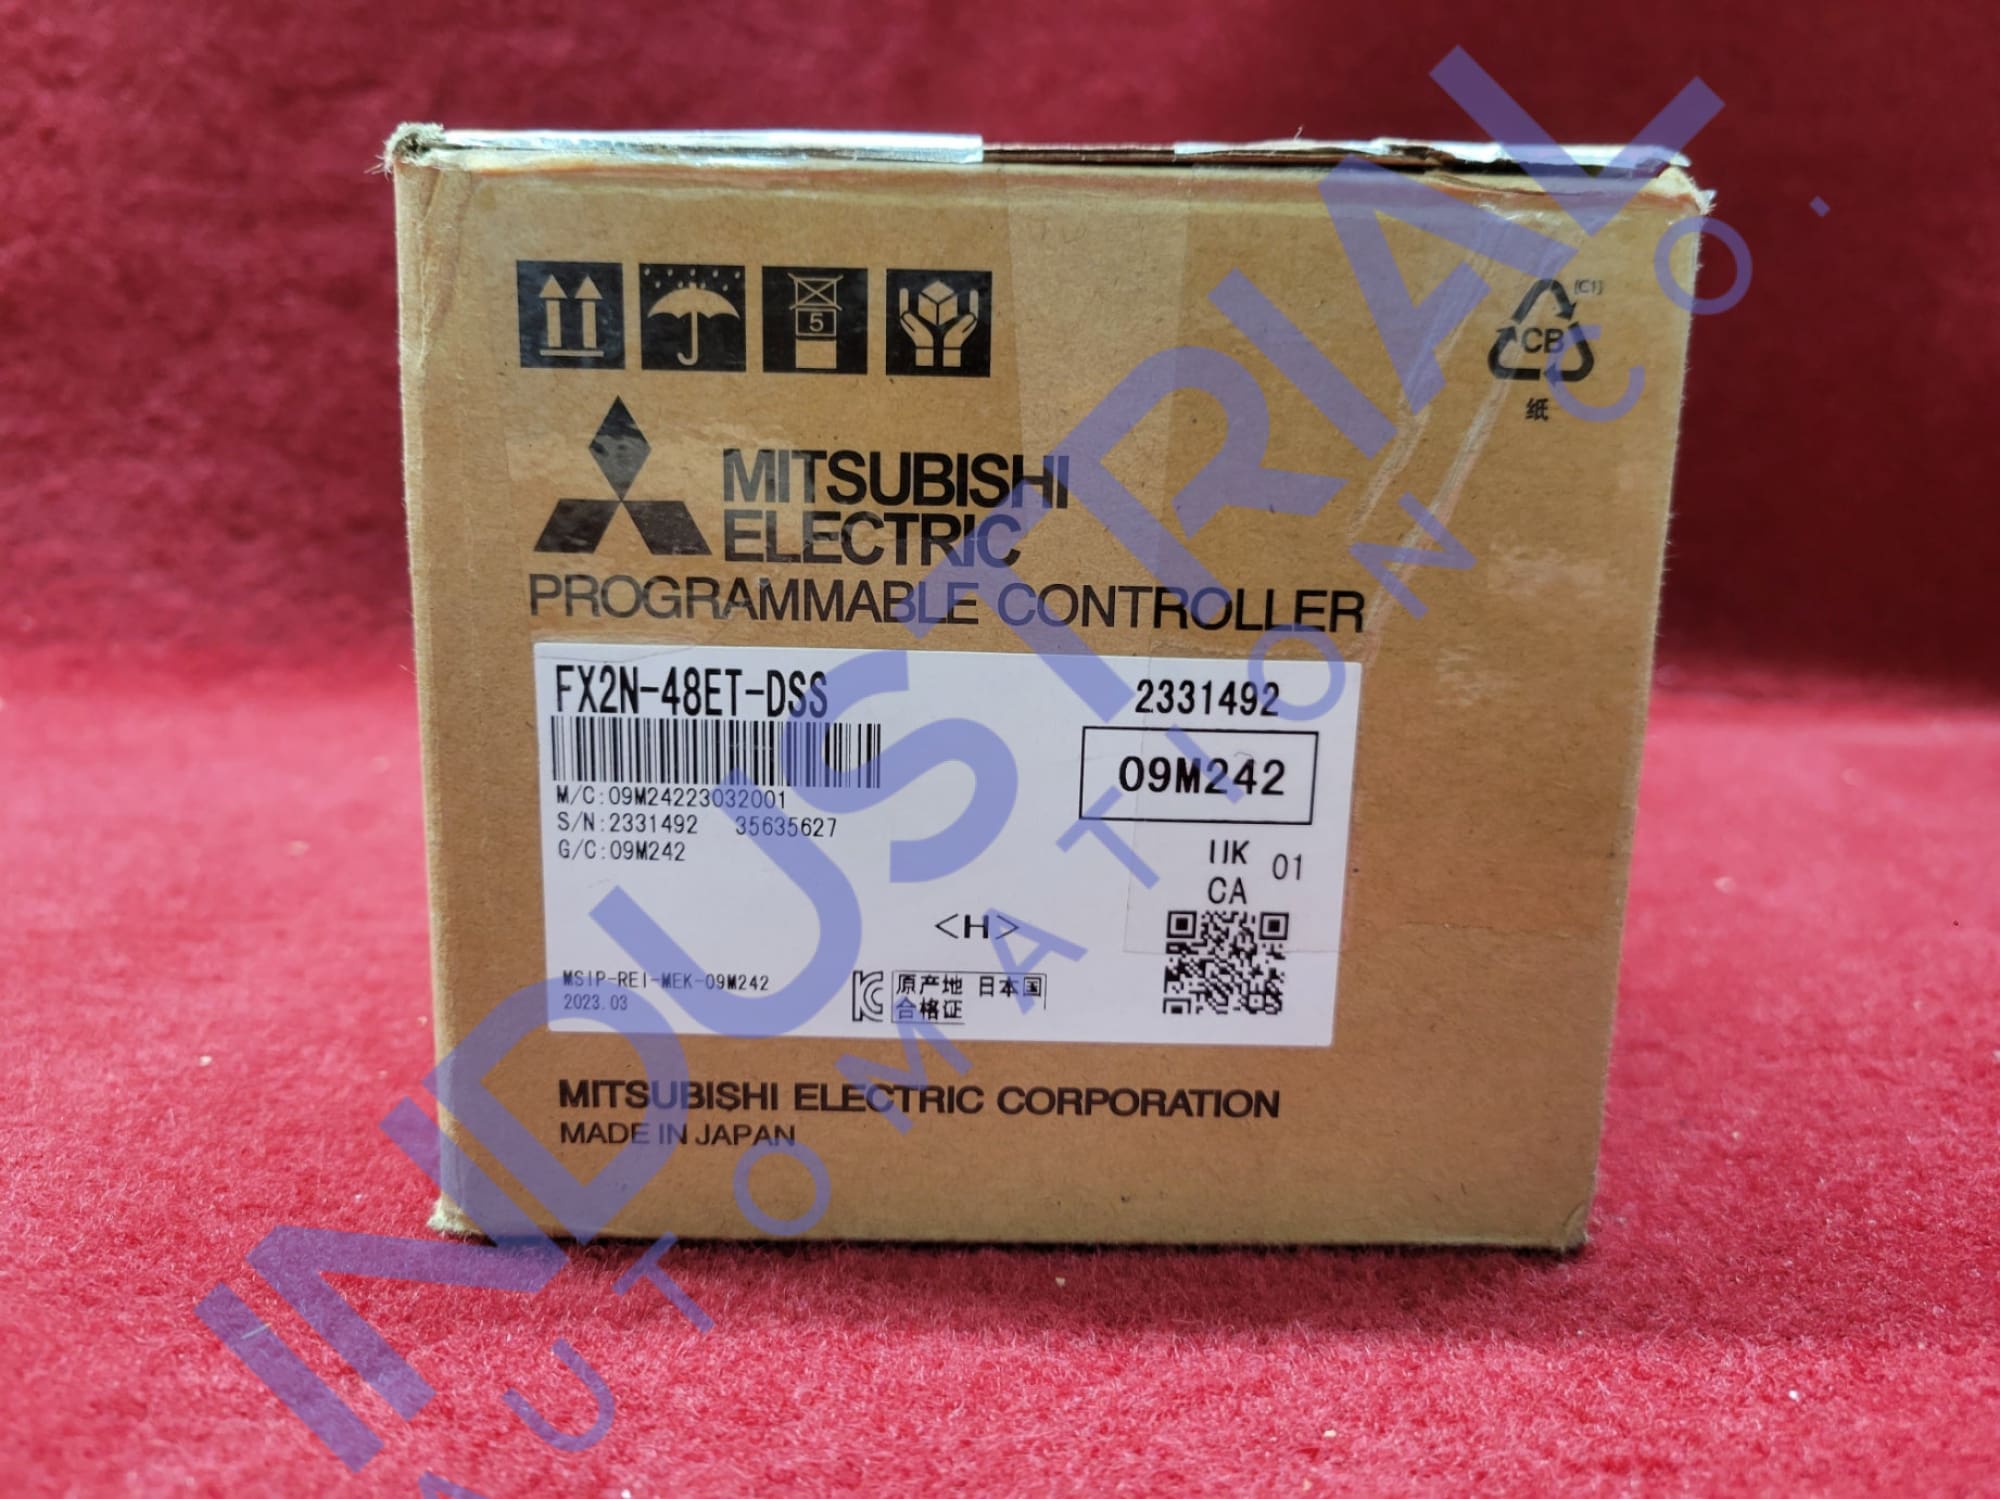 5
[C1]
CB
纸
MITSUBISHI
ELECTRIC
PROGRAMMABLE CONTROLLER
FX2N-48ET-DSS
2331492
09M242
M/C:09M24223032001
S/N:2331492 35635627
G/C:09M242
UK
CA
01
<H>
MSIP-REI-MEK-09M242
2023.03
原产地 日本国
合格证
MITSUBISHI ELECTRIC CORPORATION
MADE IN JAPAN
INDUSTRIAL
AUTOMATION CO.